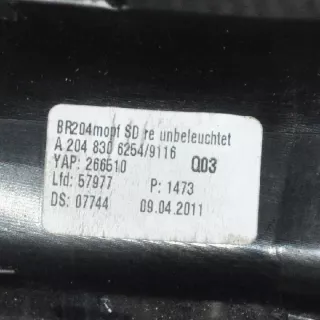 BR204mopf SD re unbeleuchtet
A 204 830 6254/9116 Q03
YAP: 266510
Lfd: 57977 P: 1473
DS: 07744 09.04.2011